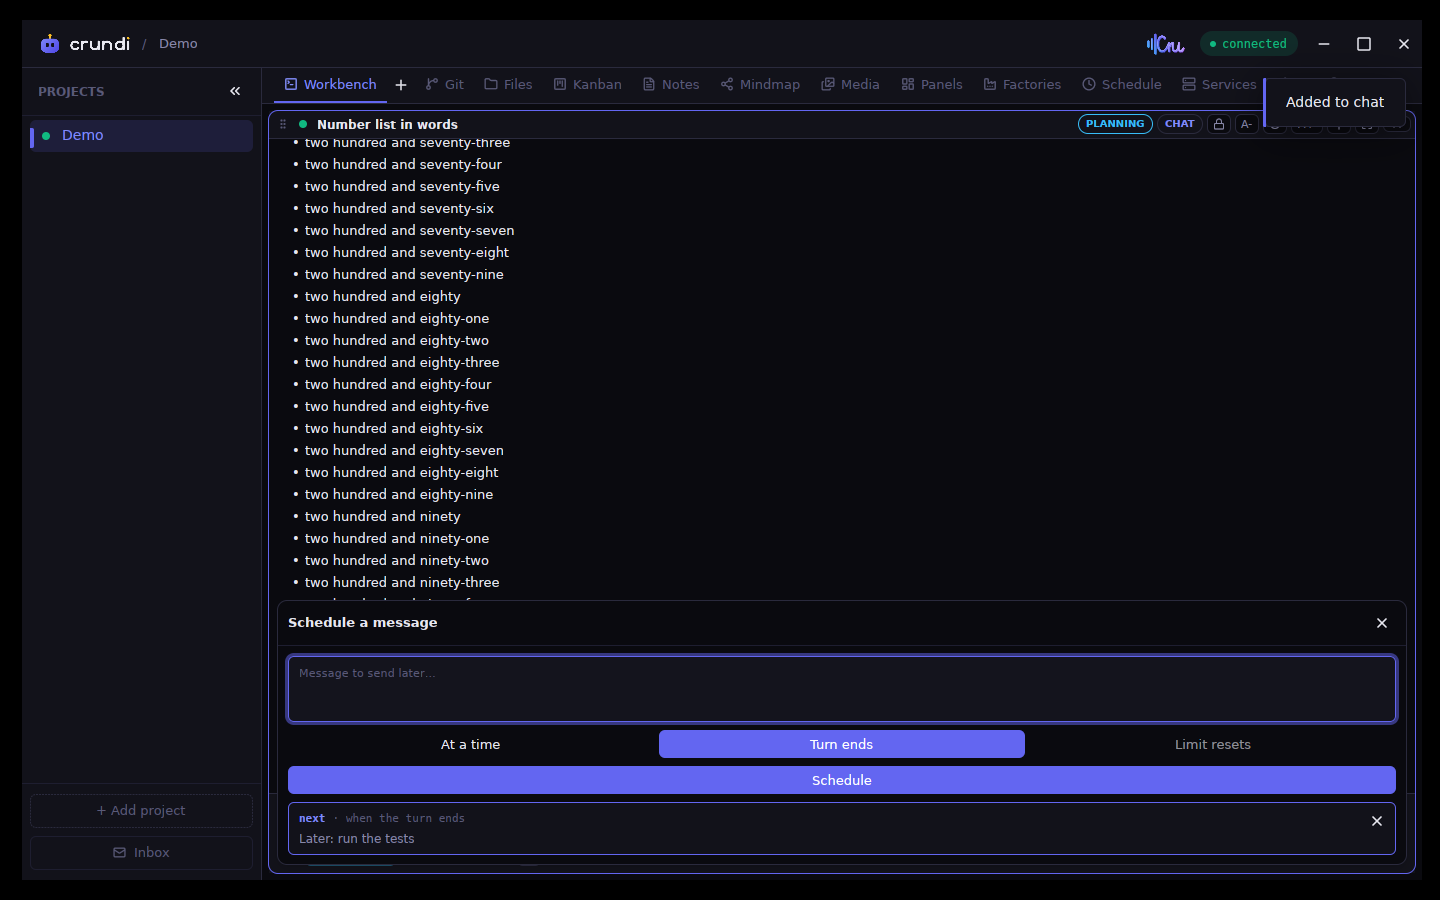 crundi / Demo
Cru
connected
PROJECTS
Workbench
Git
Files
Kanban
Notes
Mindmap
Media
Panels
Factories
Schedule
Services
Added to chat
Demo
Number list in words
PLANNING
CHAT
A-
• two hundred and seventy-three
• two hundred and seventy-four
• two hundred and seventy-five
• two hundred and seventy-six
• two hundred and seventy-seven
• two hundred and seventy-eight
• two hundred and seventy-nine
• two hundred and eighty
• two hundred and eighty-one
• two hundred and eighty-two
• two hundred and eighty-three
• two hundred and eighty-four
• two hundred and eighty-five
• two hundred and eighty-six
• two hundred and eighty-seven
• two hundred and eighty-eight
• two hundred and eighty-nine
• two hundred and ninety
• two hundred and ninety-one
• two hundred and ninety-two
• two hundred and ninety-three
Schedule a message
Message to send later...
At a time
Turn ends
Limit resets
Schedule
next · when the turn ends
Later: run the tests
+ Add project
Inbox